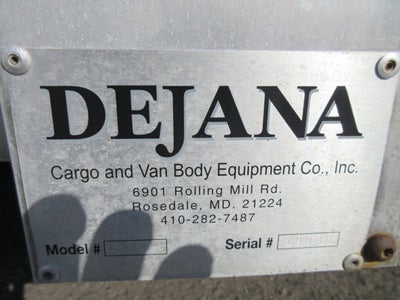 DEJANA
Cargo and Van Body Equipment Co., Inc.
6901 Rolling Mill Rd.
Rosedale, MD. 21224
410-282-7487
Model #
Serial #